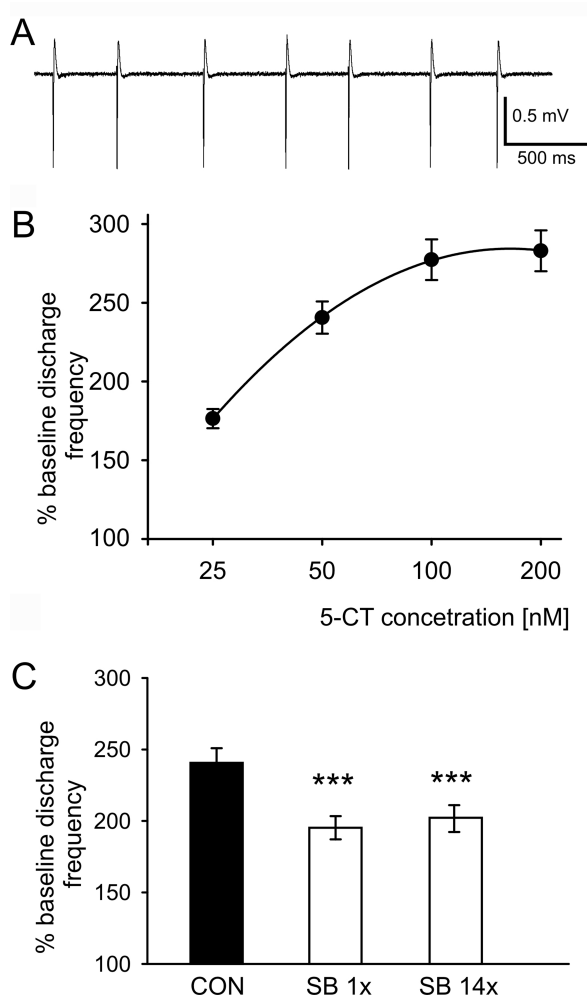 A
0.5 mV
500 ms
B
300
250
200
150
100
% baseline discharge
frequency
25 50 100 200
5-CT concetration [nM]
C
300
250
200
150
100
% baseline discharge
frequency
*** ***
CON SB 1x SB 14x